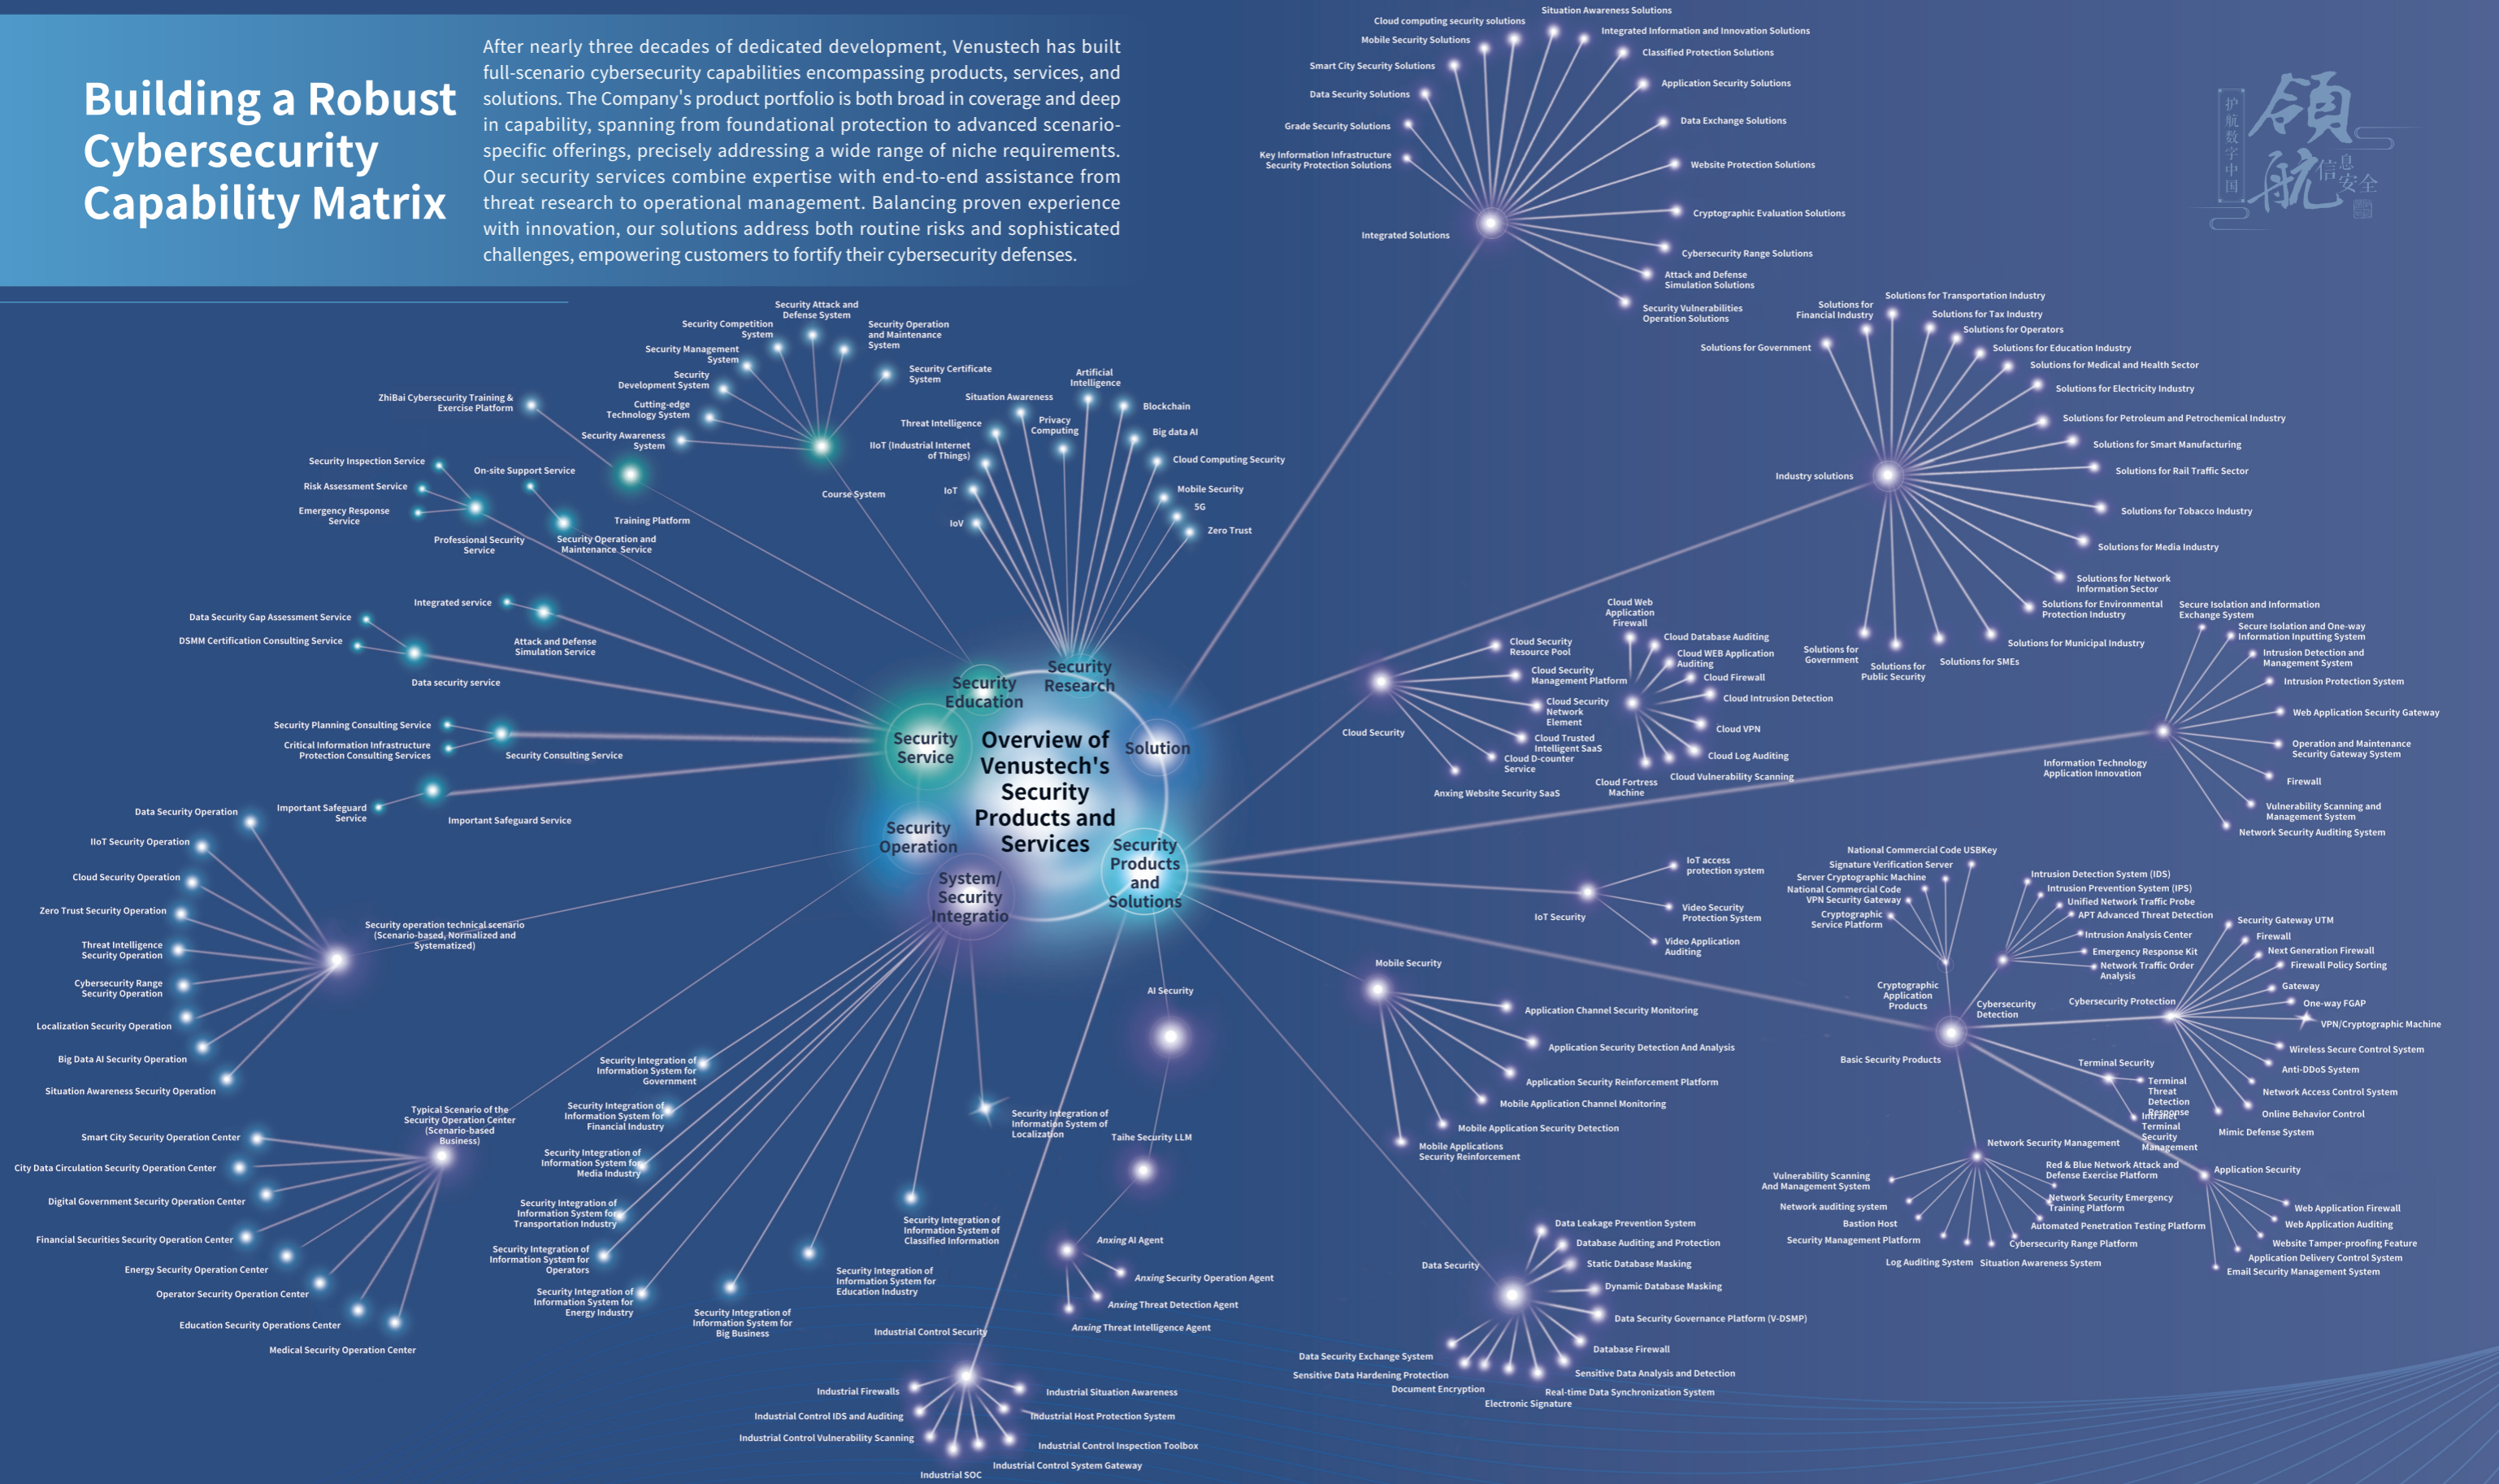 Building a Robust
Cybersecurity
Capability Matrix
After nearly three decades of dedicated development, Venustech has built
full-scenario cybersecurity capabilities encompassing products, services, and
solutions. The Company's product portfolio is both broad in coverage and deep
in capability, spanning from foundational protection to advanced scenario-
specific offerings, precisely addressing a wide range of niche requirements.
Our security services combine expertise with end-to-end assistance from
threat research to operational management. Balancing proven experience
with innovation, our solutions address both routine risks and sophisticated
challenges, empowering customers to fortify their cybersecurity defenses.
护航数字中国
領航
信息安全
Situation Awareness Solutions
Cloud computing security solutions
Integrated Information and Innovation Solutions
Mobile Security Solutions
Classified Protection Solutions
Smart City Security Solutions
Application Security Solutions
Data Security Solutions
Data Exchange Solutions
Grade Security Solutions
Key Information Infrastructure
Security Protection Solutions
Website Protection Solutions
Cryptographic Evaluation Solutions
Integrated Solutions
Cybersecurity Range Solutions
Attack and Defense
Simulation Solutions
Security Vulnerabilities
Operation Solutions
Solutions for Transportation Industry
Solutions for
Financial Industry
Solutions for Tax Industry
Solutions for Operators
Solutions for Government
Solutions for Education Industry
Solutions for Medical and Health Sector
Solutions for Electricity Industry
Solutions for Petroleum and Petrochemical Industry
Solutions for Smart Manufacturing
Solutions for Rail Traffic Sector
Industry solutions
Solutions for Tobacco Industry
Solutions for Media Industry
Solutions for Network
Information Sector
Solutions for Environmental
Protection Industry
Solutions for Municipal Industry
Solutions for SMEs
Solutions for
Public Security
Solutions for
Government
Security Attack and
Defense System
Security Competition
System
Security Operation
and Maintenance
System
Security Management
System
Security Certificate
System
Security
Development System
Cutting-edge
Technology System
Security Awareness
System
Course System
ZhiBai Cybersecurity Training &
Exercise Platform
Training Platform
Artificial
Intelligence
Situation Awareness
Blockchain
Privacy
Computing
Threat Intelligence
Big data AI
IIoT (Industrial Internet
of Things)
Cloud Computing Security
IoT
Mobile Security
5G
IoV
Zero Trust
Security Inspection Service
On-site Support Service
Risk Assessment Service
Emergency Response
Service
Professional Security
Service
Security Operation and
Maintenance Service
Integrated service
Attack and Defense
Simulation Service
Data Security Gap Assessment Service
DSMM Certification Consulting Service
Data security service
Security Planning Consulting Service
Critical Information Infrastructure
Protection Consulting Services
Security Consulting Service
Important Safeguard
Service
Important Safeguard Service
Security
Education
Security
Research
Security
Service
Solution
Overview of
Venustech's
Security
Products and
Services
Security
Operation
System/
Security
Integratio
Security
Products
and
Solutions
Cloud Security
Resource Pool
Cloud Security
Management Platform
Cloud Security
Network
Element
Cloud Trusted
Intelligent SaaS
Cloud D-counter
Service
Anxing Website Security SaaS
Cloud Security
Cloud Web
Application
Firewall
Cloud Database Auditing
Cloud WEB Application
Auditing
Cloud Firewall
Cloud Intrusion Detection
Cloud VPN
Cloud Log Auditing
Cloud Vulnerability Scanning
Cloud Fortress
Machine
Secure Isolation and Information
Exchange System
Secure Isolation and One-way
Information Inputting System
Intrusion Detection and
Management System
Intrusion Protection System
Web Application Security Gateway
Operation and Maintenance
Security Gateway System
Firewall
Vulnerability Scanning and
Management System
Network Security Auditing System
Information Technology
Application Innovation
IoT access
protection system
Video Security
Protection System
Video Application
Auditing
IoT Security
National Commercial Code USBKey
Signature Verification Server
Server Cryptographic Machine
National Commercial Code
VPN Security Gateway
Cryptographic
Service Platform
Cryptographic
Application
Products
Intrusion Detection System (IDS)
Intrusion Prevention System (IPS)
Unified Network Traffic Probe
APT Advanced Threat Detection
Intrusion Analysis Center
Emergency Response Kit
Network Traffic Order
Analysis
Cybersecurity
Detection
Security Gateway UTM
Firewall
Next Generation Firewall
Firewall Policy Sorting
Gateway
One-way FGAP
VPN/Cryptographic Machine
Wireless Secure Control System
Anti-DDoS System
Network Access Control System
Online Behavior Control
Mimic Defense System
Cybersecurity Protection
Basic Security Products
Terminal Security
Terminal
Threat
Detection
Response
Intranet
Terminal
Security
Management
Network Security Management
Vulnerability Scanning
And Management System
Network auditing system
Bastion Host
Security Management Platform
Log Auditing System
Situation Awareness System
Cybersecurity Range Platform
Automated Penetration Testing Platform
Network Security Emergency
Training Platform
Red & Blue Network Attack and
Defense Exercise Platform
Application Security
Web Application Firewall
Web Application Auditing
Website Tamper-proofing Feature
Application Delivery Control System
Email Security Management System
Mobile Security
Application Channel Security Monitoring
Application Security Detection And Analysis
Application Security Reinforcement Platform
Mobile Application Channel Monitoring
Mobile Application Security Detection
Mobile Applications
Security Reinforcement
Data Security
Data Leakage Prevention System
Database Auditing and Protection
Static Database Masking
Dynamic Database Masking
Data Security Governance Platform (V-DSMP)
Database Firewall
Sensitive Data Analysis and Detection
Real-time Data Synchronization System
Electronic Signature
Document Encryption
Sensitive Data Hardening Protection
Data Security Exchange System
AI Security
Taihe Security LLM
Anxing AI Agent
Anxing Security Operation Agent
Anxing Threat Detection Agent
Anxing Threat Intelligence Agent
Industrial Control Security
Industrial Firewalls
Industrial Control IDS and Auditing
Industrial Control Vulnerability Scanning
Industrial SOC
Industrial Control System Gateway
Industrial Control Inspection Toolbox
Industrial Host Protection System
Industrial Situation Awareness
Data Security Operation
IIoT Security Operation
Cloud Security Operation
Zero Trust Security Operation
Threat Intelligence
Security Operation
Cybersecurity Range
Security Operation
Localization Security Operation
Big Data AI Security Operation
Situation Awareness Security Operation
Security operation technical scenario
(Scenario-based, Normalized and
Systematized)
Typical Scenario of the
Security Operation Center
(Scenario-based
Business)
Smart City Security Operation Center
City Data Circulation Security Operation Center
Digital Government Security Operation Center
Financial Securities Security Operation Center
Energy Security Operation Center
Operator Security Operation Center
Education Security Operations Center
Medical Security Operation Center
Security Integration of
Information System for
Government
Security Integration of
Information System for
Financial Industry
Security Integration of
Information System for
Media Industry
Security Integration of
Information System for
Transportation Industry
Security Integration of
Information System for
Operators
Security Integration of
Information System for
Energy Industry
Security Integration of
Information System for
Big Business
Security Integration of
Information System for
Education Industry
Security Integration of
Information System of
Classified Information
Security Integration of
Information System of
Localization